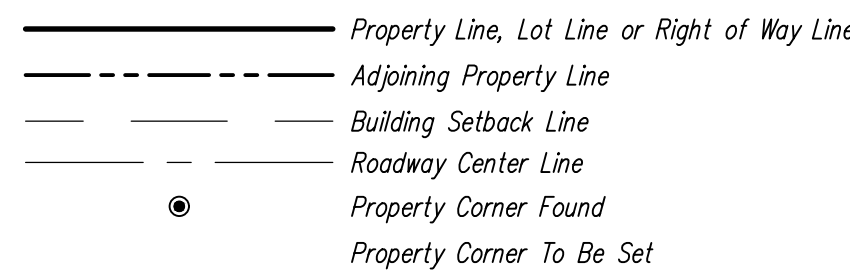 Property Line, Lot Line or Right of Way Line
Adjoining Property Line
Building Setback Line
Roadway Center Line
Property Corner Found
Property Corner To Be Set